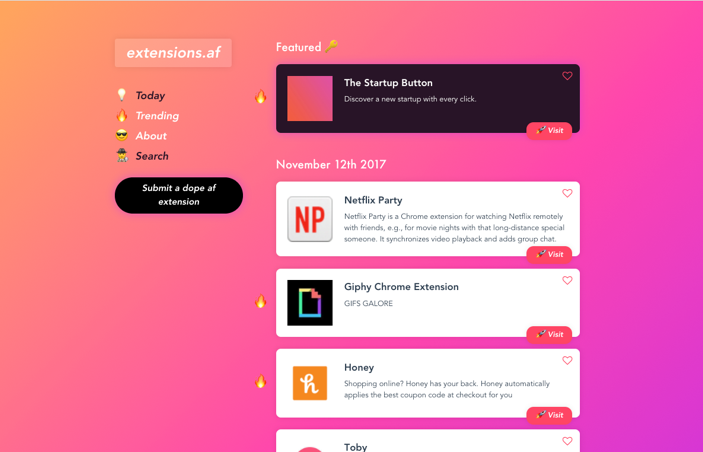 extensions.af
Today
Trending
About
Search
Submit a dope af
extension
Featured
The Startup Button
Discover a new startup with every click.
Visit
November 12th 2017
NP
Netflix Party
Netflix Party is a Chrome extension for watching Netflix remotely
with friends, e.g., for movie nights with that long-distance special
someone. It synchronizes video playback and adds group chat.
Visit
Giphy Chrome Extension
GIFS GALORE
Visit
h
Honey
Shopping online? Honey has your back. Honey automatically
applies the best coupon code at checkout for you
Visit
Toby